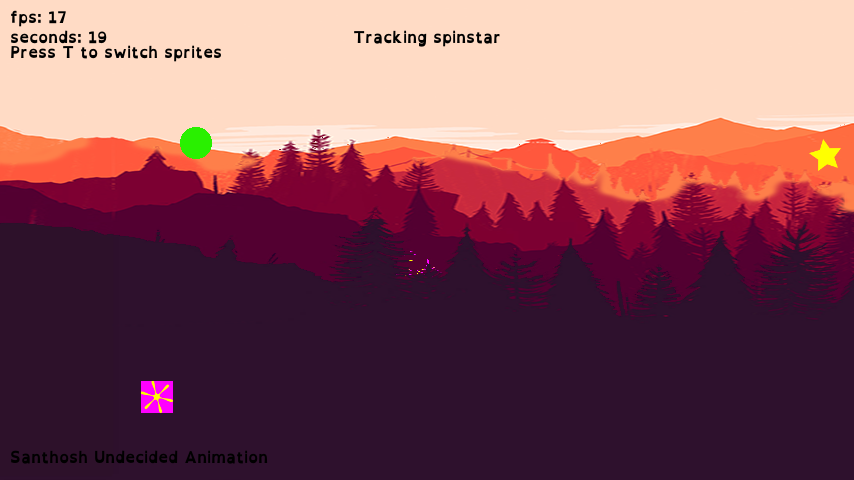 fps: 17
seconds: 19
Tracking spinstar
Press T to switch sprites
Santhosh Undecided Animation